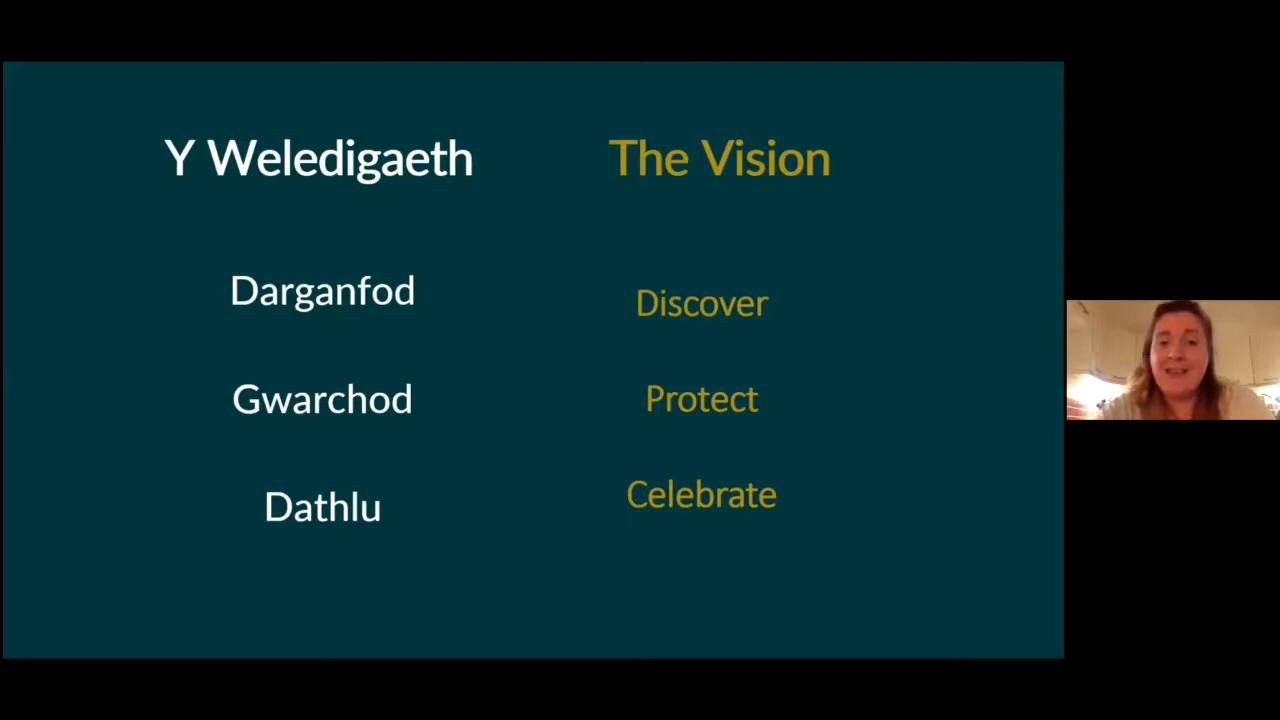 Y Weledigaeth
Darganfod
Gwarchod
Dathlu
The Vision
Discover
Protect
Celebrate